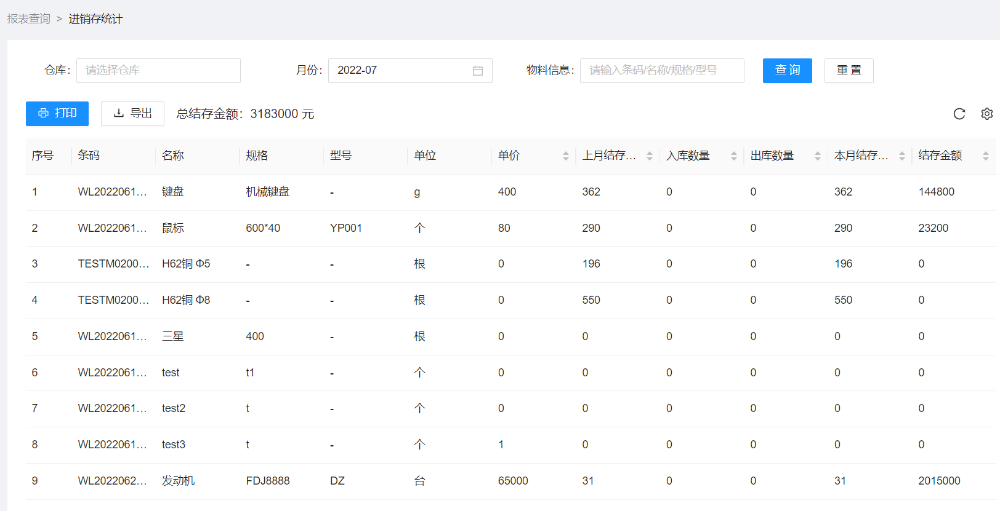 报表查询 > 进销存统计
仓库: 请选择仓库 月份: 2022-07 物料信息: 请输入条码/名称/规格/型号 查 询 重 置
打印 导出 总结存金额：3183000 元
序号 条码 名称 规格 型号 单位 单价 上月结存... 入库数量 出库数量 本月结存... 结存金额
1 WL2022061... 键盘 机械键盘 - g 400 362 0 0 362 144800
2 WL2022061... 鼠标 600*40 YP001 个 80 290 0 0 290 23200
3 TESTM0200... H62铜 Φ5 - - 根 0 196 0 0 196 0
4 TESTM0200... H62铜 Φ8 - - 根 0 550 0 0 550 0
5 WL2022061... 三星 400 - 根 0 0 0 0 0 0
6 WL2022061... test t1 - 个 0 0 0 0 0 0
7 WL2022061... test2 t - 个 0 0 0 0 0 0
8 WL2022061... test3 t - 个 1 0 0 0 0 0
9 WL2022062... 发动机 FDJ8888 DZ 台 65000 31 0 0 31 2015000